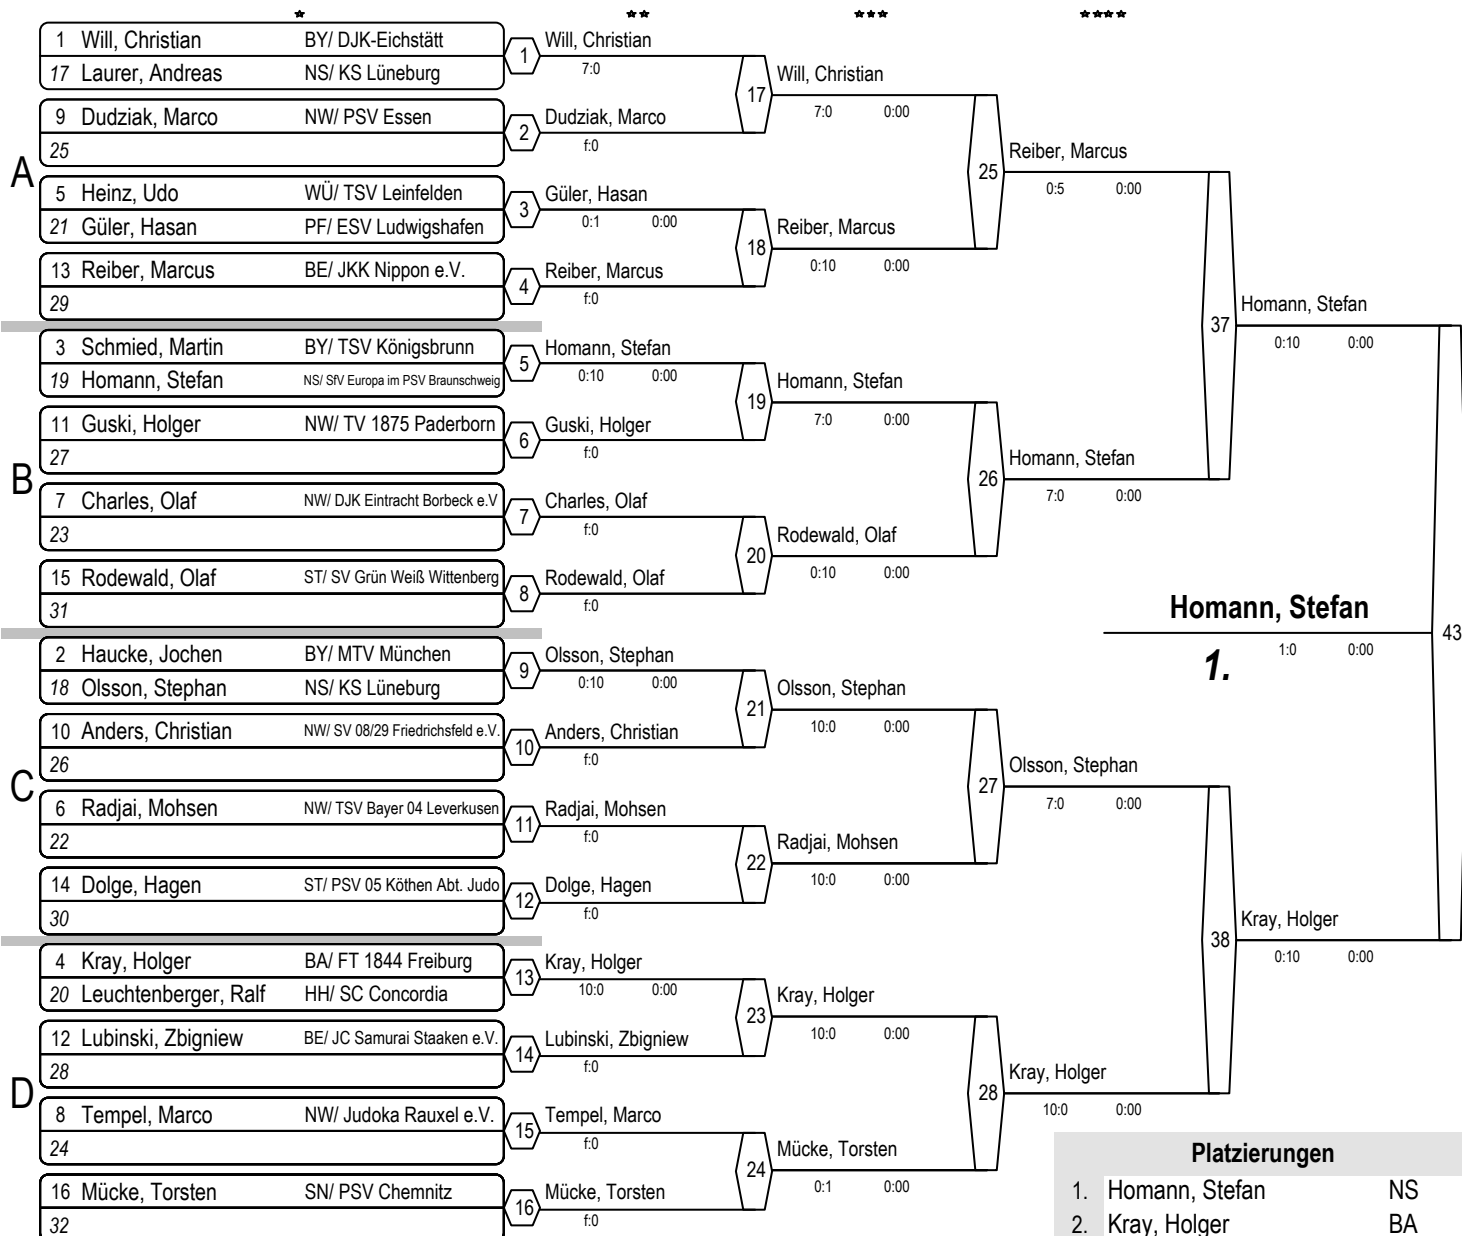 * ** *** ****
A
1 Will, Christian BY/ DJK-Eichstätt
17 Laurer, Andreas NS/ KS Lüneburg
9 Dudziak, Marco NW/ PSV Essen
25
5 Heinz, Udo WÜ/ TSV Leinfelden
21 Güler, Hasan PF/ ESV Ludwigshafen
13 Reiber, Marcus BE/ JKK Nippon e.V.
29
B
3 Schmied, Martin BY/ TSV Königsbrunn
19 Homann, Stefan NS/ SfV Europa im PSV Braunschweig
11 Guski, Holger NW/ TV 1875 Paderborn
27
7 Charles, Olaf NW/ DJK Eintracht Borbeck e.V
23
15 Rodewald, Olaf ST/ SV Grün Weiß Wittenberg
31
C
2 Haucke, Jochen BY/ MTV München
18 Olsson, Stephan NS/ KS Lüneburg
10 Anders, Christian NW/ SV 08/29 Friedrichsfeld e.V.
26
6 Radjai, Mohsen NW/ TSV Bayer 04 Leverkusen
22
14 Dolge, Hagen ST/ PSV 05 Köthen Abt. Judo
30
D
4 Kray, Holger BA/ FT 1844 Freiburg
20 Leuchtenberger, Ralf HH/ SC Concordia
12 Lubinski, Zbigniew BE/ JC Samurai Staaken e.V.
28
8 Tempel, Marco NW/ Judoka Rauxel e.V.
24
16 Mücke, Torsten SN/ PSV Chemnitz
32
1 Will, Christian
7:0
2 Dudziak, Marco
f:0
3 Güler, Hasan
0:1 0:00
4 Reiber, Marcus
f:0
5 Homann, Stefan
0:10 0:00
6 Guski, Holger
f:0
7 Charles, Olaf
f:0
8 Rodewald, Olaf
f:0
9 Olsson, Stephan
0:10 0:00
10 Anders, Christian
f:0
11 Radjai, Mohsen
f:0
12 Dolge, Hagen
f:0
13 Kray, Holger
10:0 0:00
14 Lubinski, Zbigniew
f:0
15 Tempel, Marco
f:0
16 Mücke, Torsten
f:0
17 Will, Christian
7:0 0:00
18 Reiber, Marcus
0:10 0:00
19 Homann, Stefan
7:0 0:00
20 Rodewald, Olaf
0:10 0:00
21 Olsson, Stephan
10:0 0:00
22 Radjai, Mohsen
10:0 0:00
23 Kray, Holger
10:0 0:00
24 Mücke, Torsten
0:1 0:00
25 Reiber, Marcus
0:5 0:00
26 Homann, Stefan
7:0 0:00
27 Olsson, Stephan
7:0 0:00
28 Kray, Holger
10:0 0:00
37 Homann, Stefan
0:10 0:00
38 Kray, Holger
0:10 0:00
43 Homann, Stefan
1. 1:0 0:00
Platzierungen
1. Homann, Stefan NS
2. Kray, Holger BA